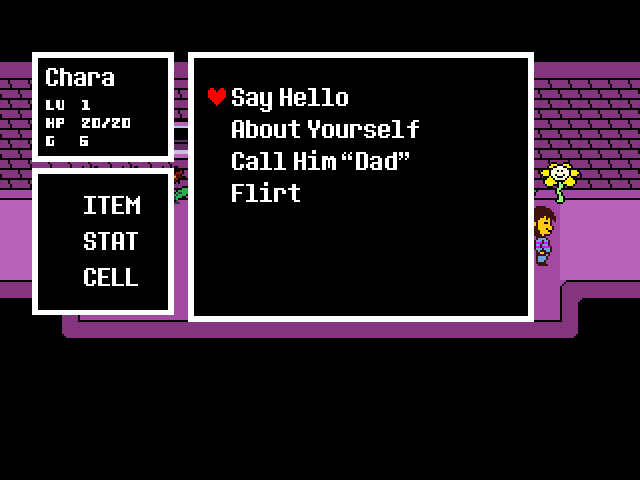 Chara
LV 1
HP 20/20
G 6
ITEM
STAT
CELL
Say Hello
About Yourself
Call Him “Dad”
Flirt